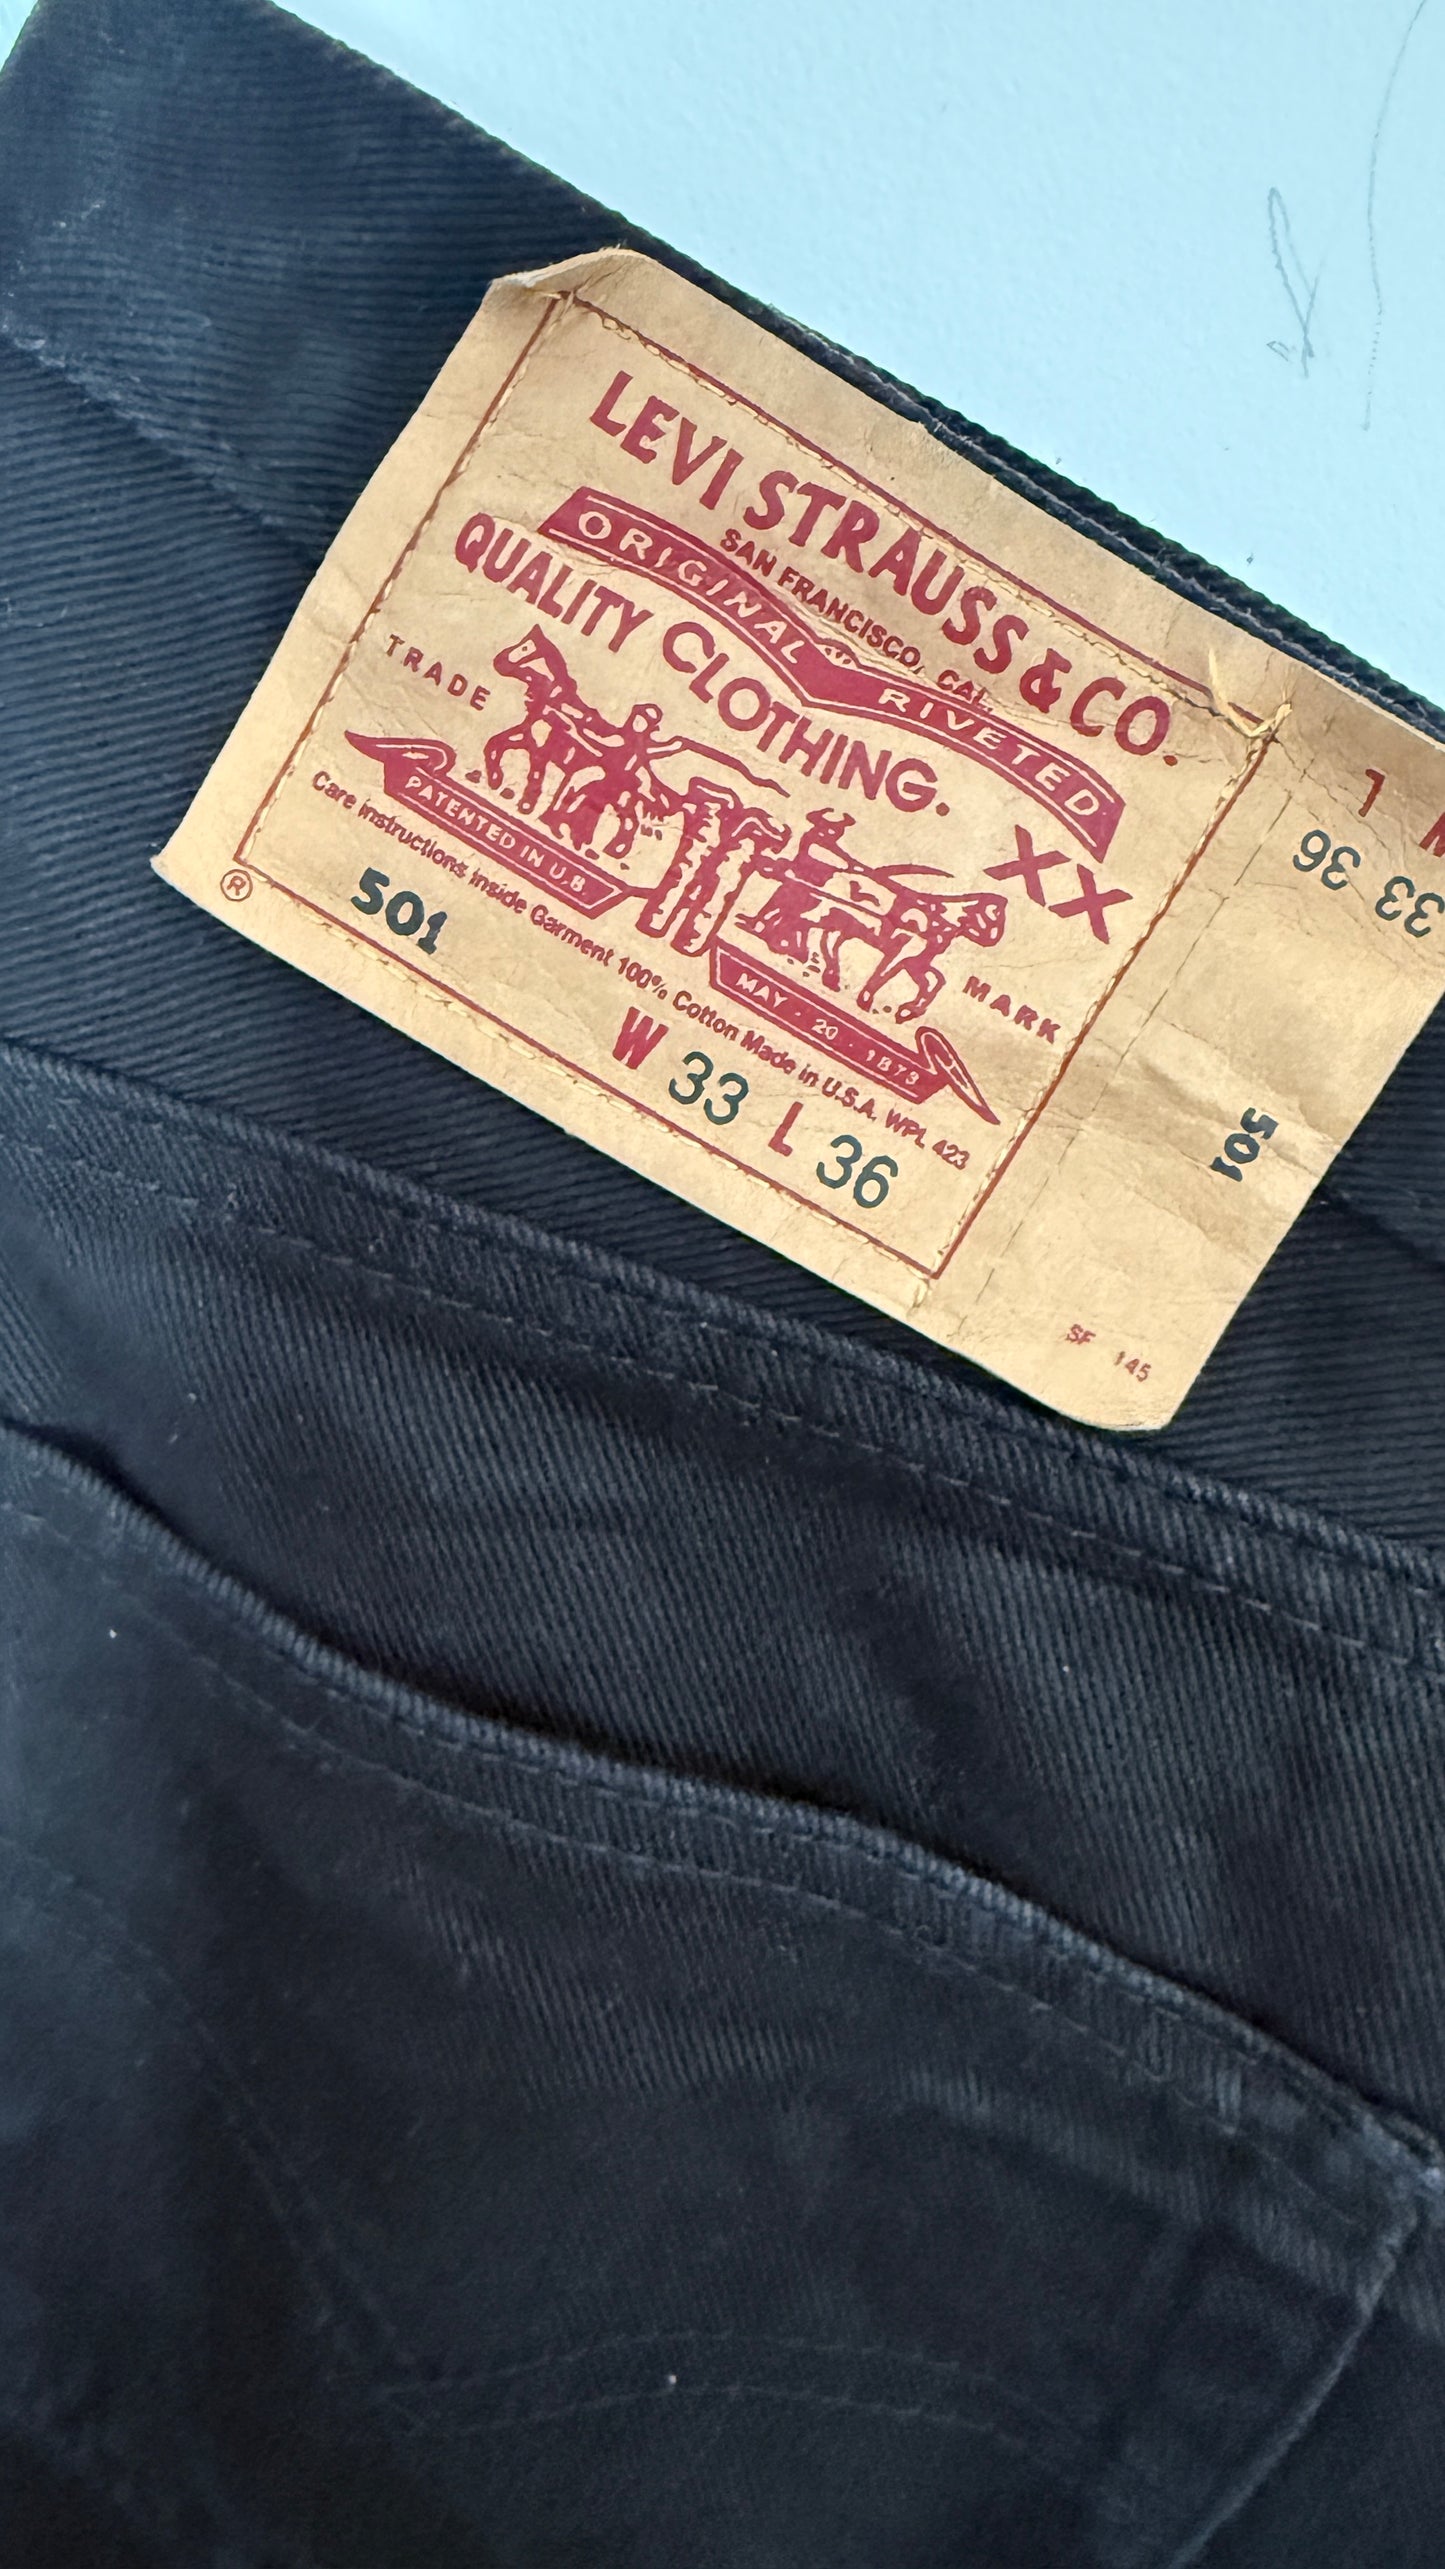 LEVI STRAUSS & CO.
SAN FRANCISCO, CAL.
ORIGINAL RIVETED
QUALITY CLOTHING.
TRADE MARK
XX
PATENTED IN U.S.
MAY · 20 · 1873
Care instructions inside Garment 100% Cotton Made in U.S.A. WPL 423
®
501
W 33 L 36
33
36
501
SF 145